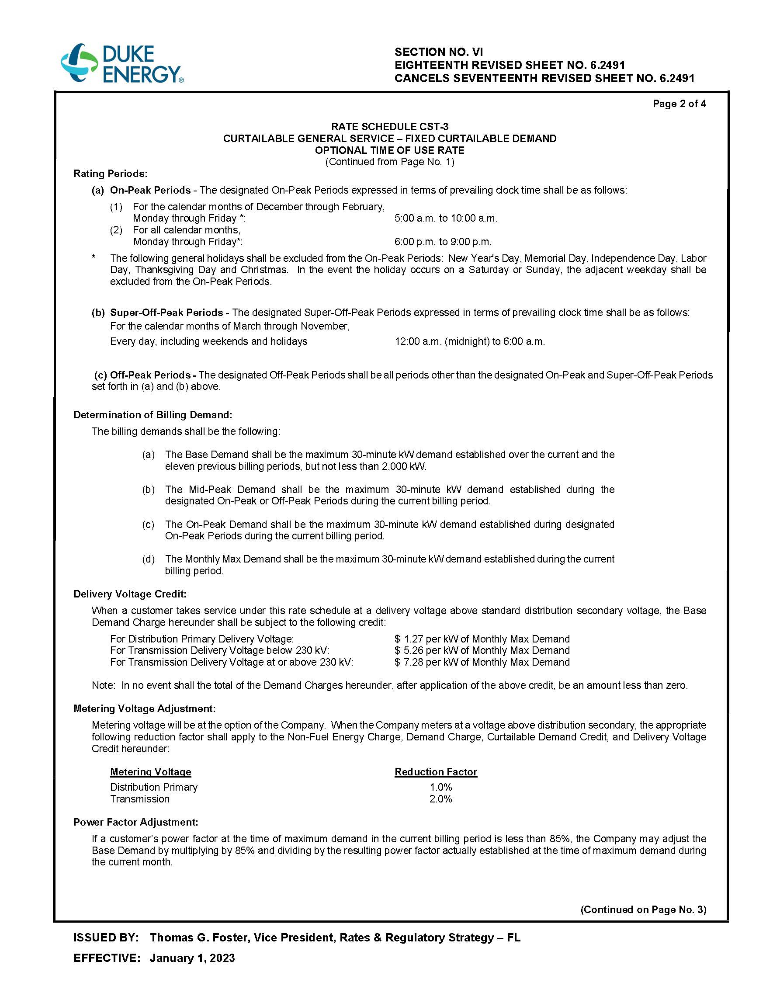 DUKE
ENERGY®
SECTION NO. VI
EIGHTEENTH REVISED SHEET NO. 6.2491
CANCELS SEVENTEENTH REVISED SHEET NO. 6.2491
Page 2 of 4
RATE SCHEDULE CST-3
CURTAILABLE GENERAL SERVICE – FIXED CURTAILABLE DEMAND
OPTIONAL TIME OF USE RATE
(Continued from Page No. 1)
Rating Periods:
(a) On-Peak Periods - The designated On-Peak Periods expressed in terms of prevailing clock time shall be as follows:
(1) For the calendar months of December through February,
Monday through Friday *: 5:00 a.m. to 10:00 a.m.
(2) For all calendar months,
Monday through Friday*: 6:00 p.m. to 9:00 p.m.
* The following general holidays shall be excluded from the On-Peak Periods: New Year's Day, Memorial Day, Independence Day, Labor
Day, Thanksgiving Day and Christmas. In the event the holiday occurs on a Saturday or Sunday, the adjacent weekday shall be
excluded from the On-Peak Periods.
(b) Super-Off-Peak Periods - The designated Super-Off-Peak Periods expressed in terms of prevailing clock time shall be as follows:
For the calendar months of March through November,
Every day, including weekends and holidays 12:00 a.m. (midnight) to 6:00 a.m.
(c) Off-Peak Periods - The designated Off-Peak Periods shall be all periods other than the designated On-Peak and Super-Off-Peak Periods
set forth in (a) and (b) above.
Determination of Billing Demand:
The billing demands shall be the following:
(a) The Base Demand shall be the maximum 30-minute kW demand established over the current and the
eleven previous billing periods, but not less than 2,000 kW.
(b) The Mid-Peak Demand shall be the maximum 30-minute kW demand established during the
designated On-Peak or Off-Peak Periods during the current billing period.
(c) The On-Peak Demand shall be the maximum 30-minute kW demand established during designated
On-Peak Periods during the current billing period.
(d) The Monthly Max Demand shall be the maximum 30-minute kW demand established during the current
billing period.
Delivery Voltage Credit:
When a customer takes service under this rate schedule at a delivery voltage above standard distribution secondary voltage, the Base
Demand Charge hereunder shall be subject to the following credit:
For Distribution Primary Delivery Voltage: $ 1.27 per kW of Monthly Max Demand
For Transmission Delivery Voltage below 230 kV: $ 5.26 per kW of Monthly Max Demand
For Transmission Delivery Voltage at or above 230 kV: $ 7.28 per kW of Monthly Max Demand
Note: In no event shall the total of the Demand Charges hereunder, after application of the above credit, be an amount less than zero.
Metering Voltage Adjustment:
Metering voltage will be at the option of the Company. When the Company meters at a voltage above distribution secondary, the appropriate
following reduction factor shall apply to the Non-Fuel Energy Charge, Demand Charge, Curtailable Demand Credit, and Delivery Voltage
Credit hereunder:
Metering Voltage Reduction Factor
Distribution Primary 1.0%
Transmission 2.0%
Power Factor Adjustment:
If a customer’s power factor at the time of maximum demand in the current billing period is less than 85%, the Company may adjust the
Base Demand by multiplying by 85% and dividing by the resulting power factor actually established at the time of maximum demand during
the current month.
(Continued on Page No. 3)
ISSUED BY: Thomas G. Foster, Vice President, Rates & Regulatory Strategy – FL
EFFECTIVE: January 1, 2023